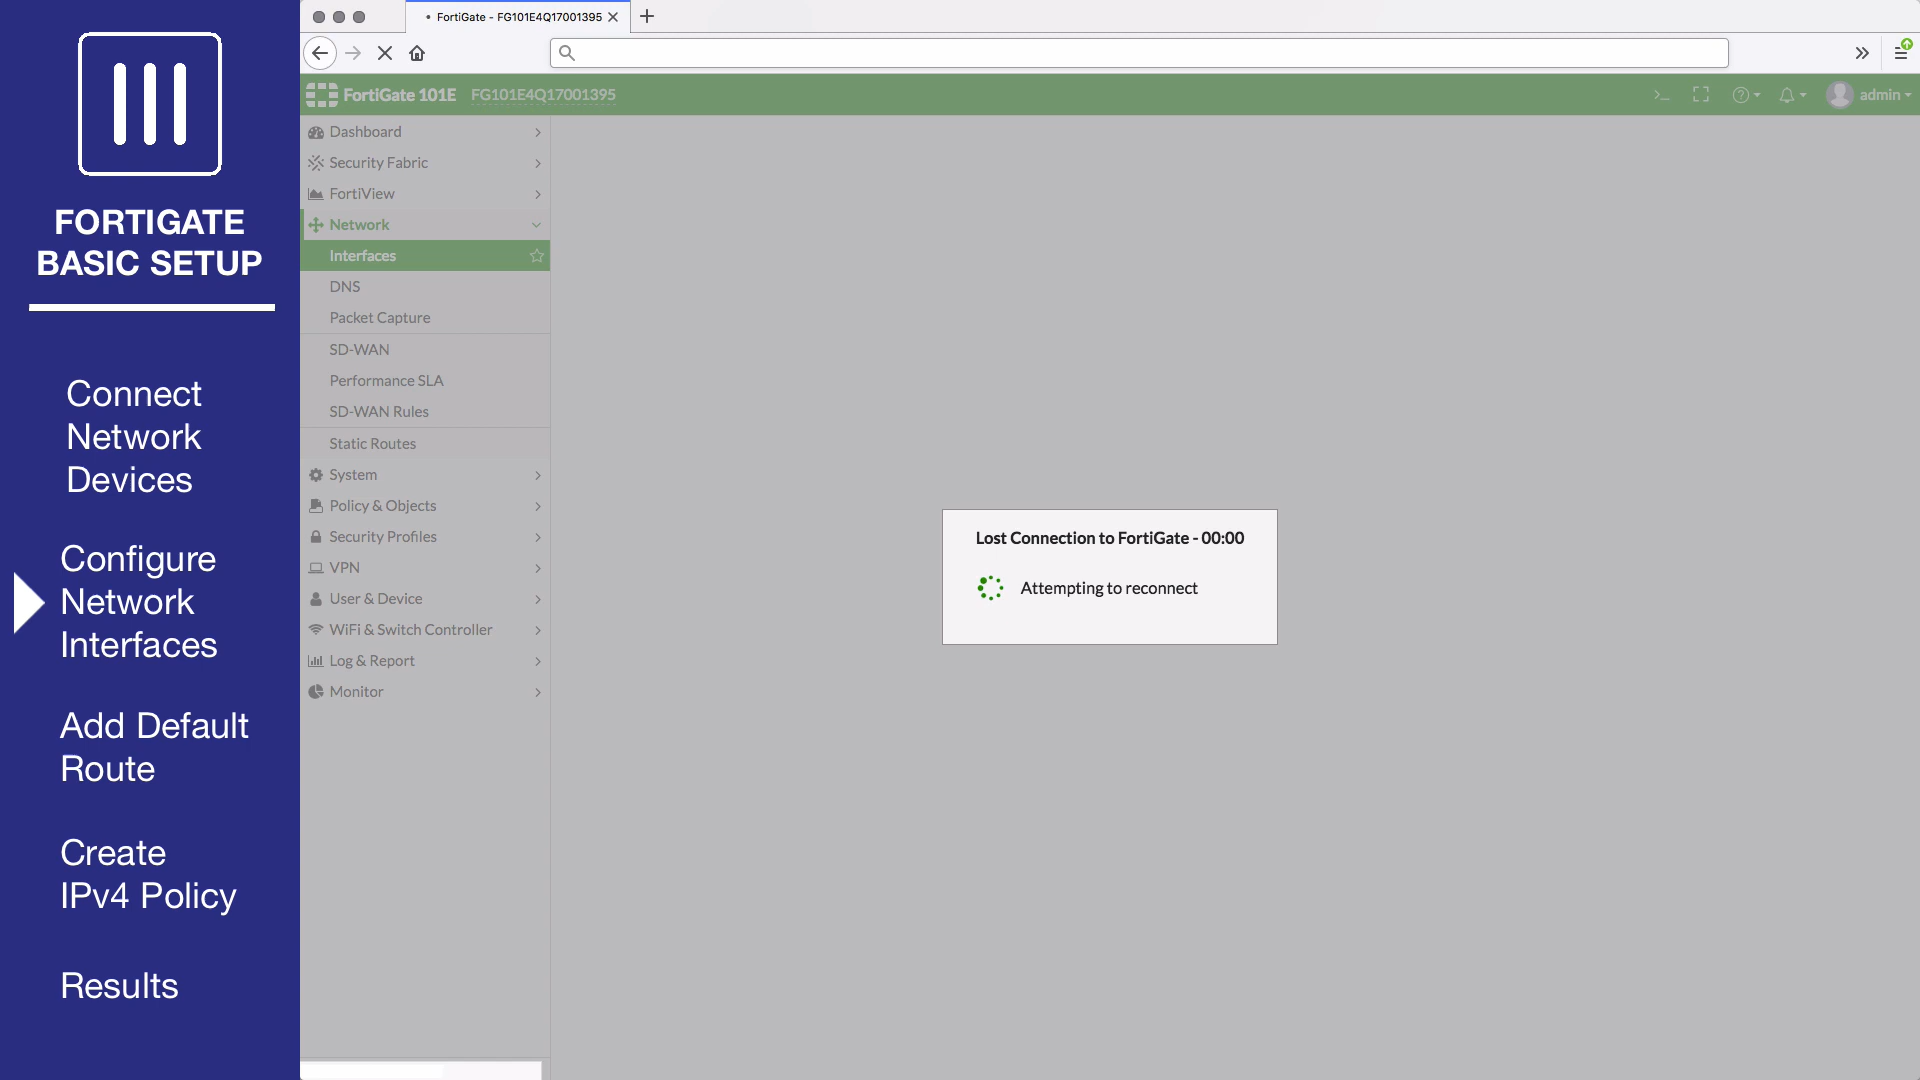 FORTIGATE
BASIC SETUP
Connect
Network
Devices
Configure
Network
Interfaces
Add Default
Route
Create
IPv4 Policy
Results
FortiGate - FG101E4Q17001395
FortiGate 101E FG101E4Q17001395
admin
Dashboard
Security Fabric
FortiView
Network
Interfaces
DNS
Packet Capture
SD-WAN
Performance SLA
SD-WAN Rules
Static Routes
System
Policy & Objects
Security Profiles
VPN
User & Device
WiFi & Switch Controller
Log & Report
Monitor
Lost Connection to FortiGate - 00:00
Attempting to reconnect